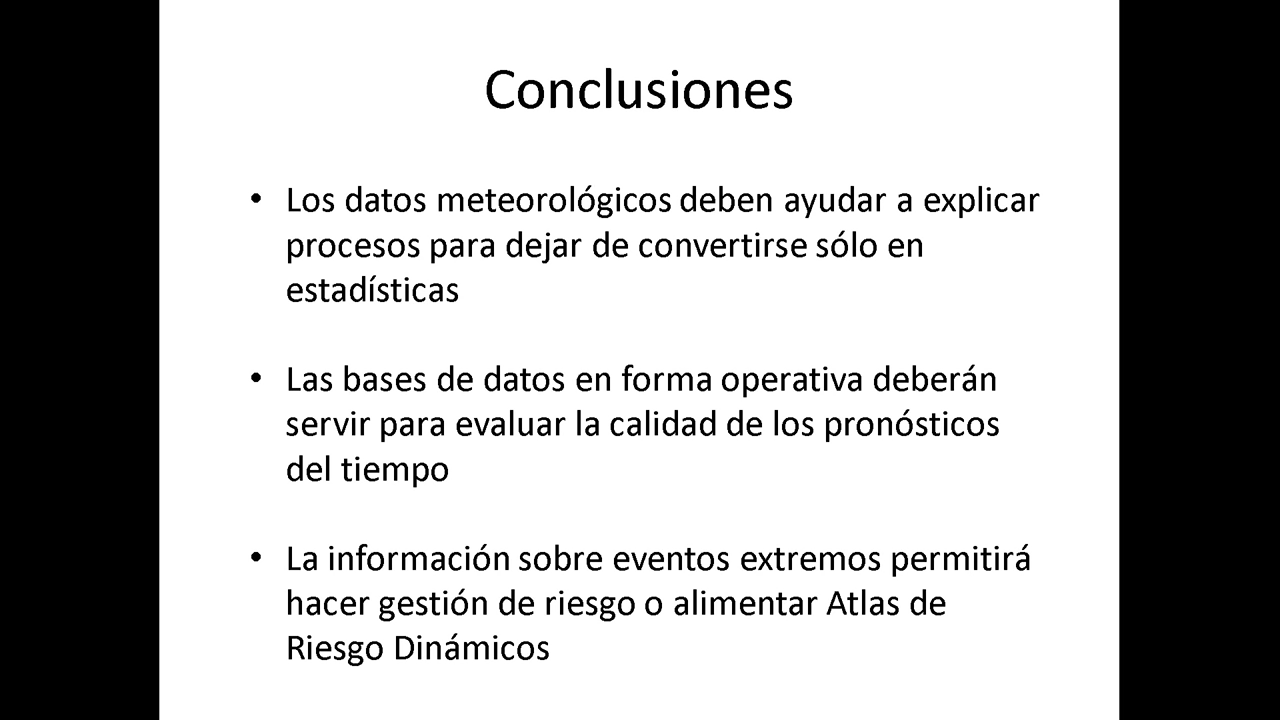 Conclusiones
• Los datos meteorológicos deben ayudar a explicar
procesos para dejar de convertirse sólo en
estadísticas
• Las bases de datos en forma operativa deberán
servir para evaluar la calidad de los pronósticos
del tiempo
• La información sobre eventos extremos permitirá
hacer gestión de riesgo o alimentar Atlas de
Riesgo Dinámicos